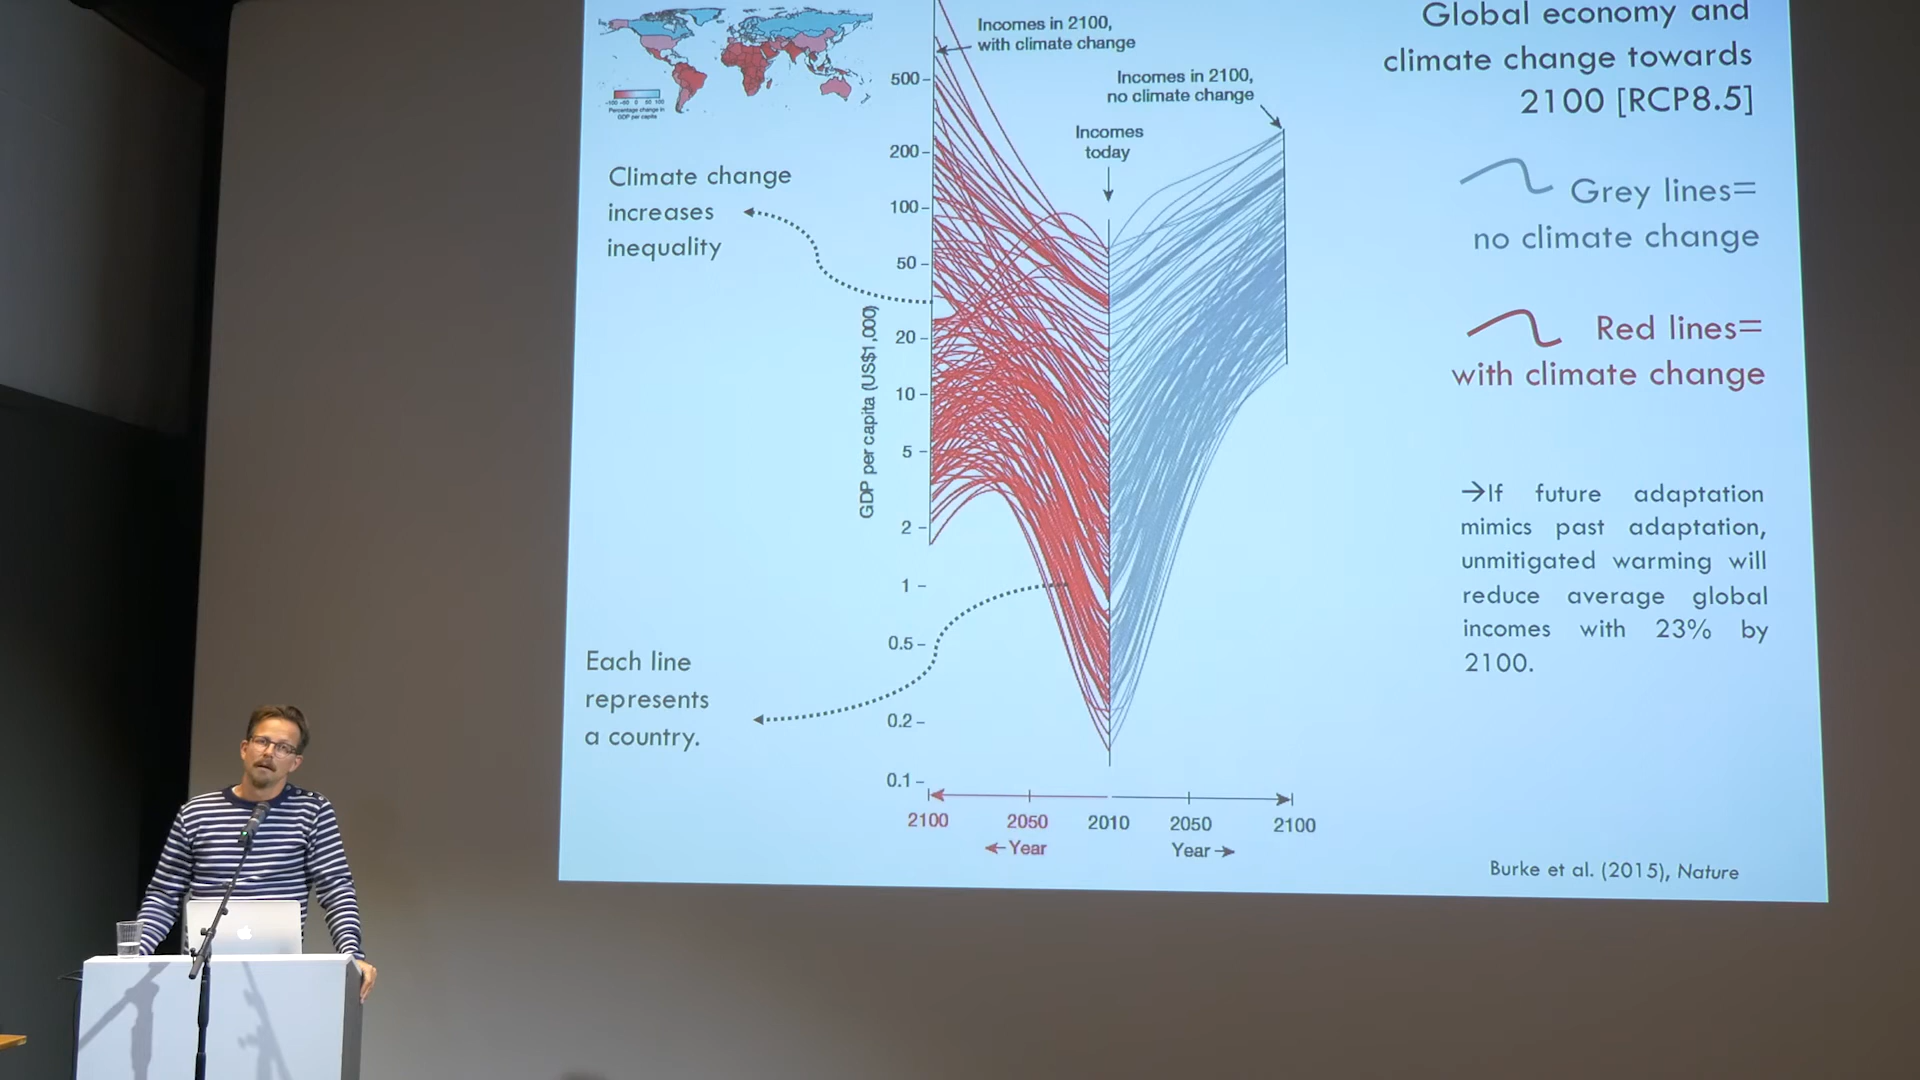 Global economy and
climate change towards
2100 [RCP8.5]
Incomes in 2100,
with climate change
Incomes in 2100,
no climate change
Incomes
today
-100 -50 0 50 100
Percentage change in
GDP per capita
Climate change
increases
inequality
Each line
represents
a country.
GDP per capita (US$1,000)
500
200
100
50
20
10
5
2
1
0.5
0.2
0.1
2100 2050 2010 2050 2100
←Year Year→
Grey lines=
no climate change
Red lines=
with climate change
→If future adaptation
mimics past adaptation,
unmitigated warming will
reduce average global
incomes with 23% by
2100.
Burke et al. (2015), Nature